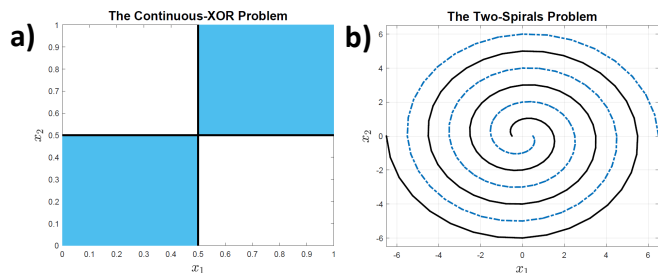 a)
The Continuous-XOR Problem
1
0.9
0.8
0.7
0.6
0.5
0.4
0.3
0.2
0.1
0
x2
0 0.1 0.2 0.3 0.4 0.5 0.6 0.7 0.8 0.9 1
x1
b)
The Two-Spirals Problem
6
4
2
0
-2
-4
-6
x2
-6 -4 -2 0 2 4 6
x1